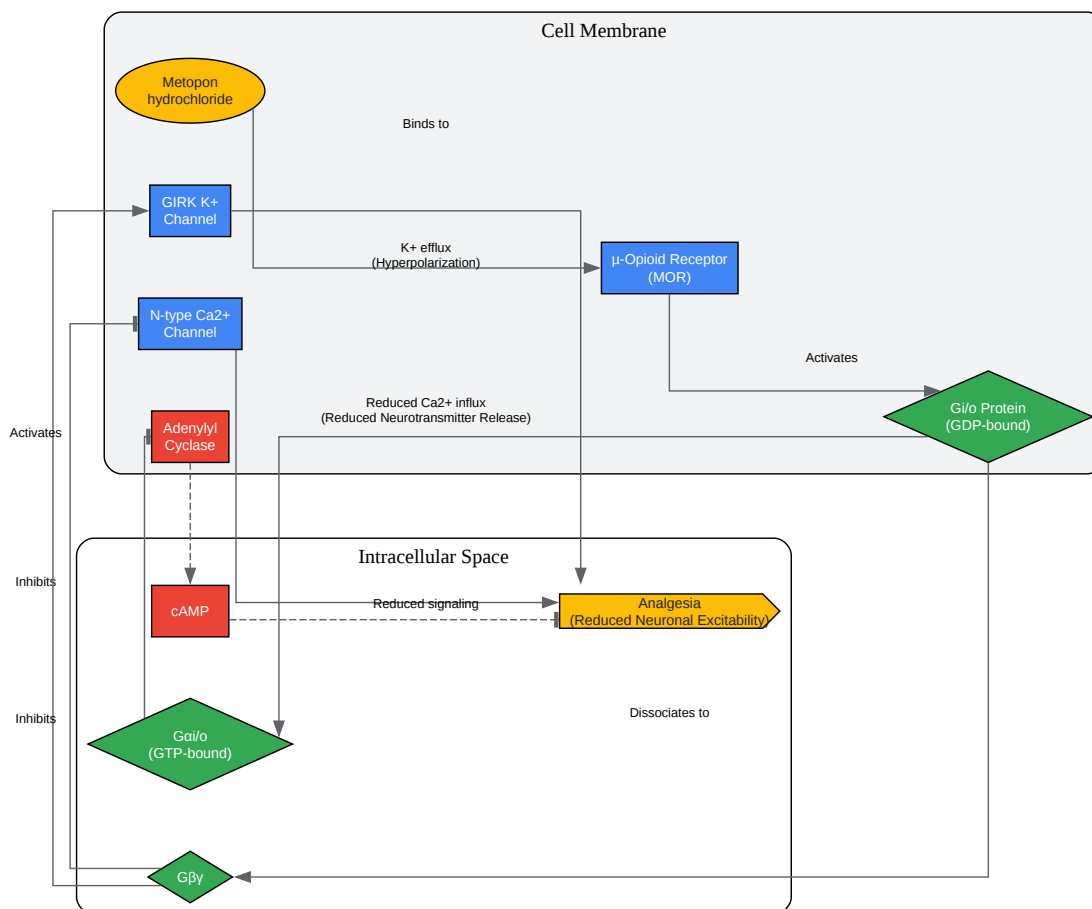 Cell Membrane
Metopon
hydrochloride
Binds to
GIRK K+
Channel
K+ efflux
(Hyperpolarization)
µ-Opioid Receptor
(MOR)
N-type Ca2+
Channel
Activates
Reduced Ca2+ influx
(Reduced Neurotransmitter Release)
Gi/o Protein
(GDP-bound)
Adenylyl
Cyclase
Activates
Intracellular Space
Inhibits
cAMP
Reduced signaling
Analgesia
(Reduced Neuronal Excitability)
Inhibits
Dissociates to
Gαi/o
(GTP-bound)
Gβγ